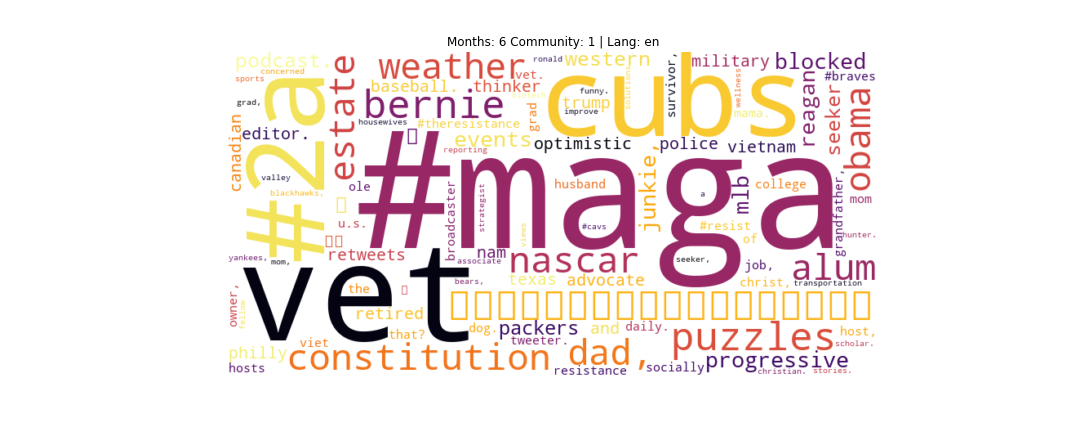 Months: 6 Community: 1 | Lang: en
podcast. concerned sports weather ronald western military blocked
baseball. vet. thinker funny. solutions wellness #braves
grad, #2a estate bernie cubs trump improve survivor, mama. reagan seeker obama
editor. housewives #theresistance grad events optimistic police vietnam
canadian reporting
valley ole husband junkie, a mlb college mom
blackhawks. #maga
u.s. broadcaster strategist views #cavs #resist of grandfather,
retweets nam hunter.
yankees, mom, associate nascar seeker, job, alum
vet bears, texas advocate christ, transportation
owner, fellow the
retired
that? dog. packers and daily. puzzles host,
viet tweeter. scholar.
philly constitution dad, progressive
hosts resistance socially christian. stories.